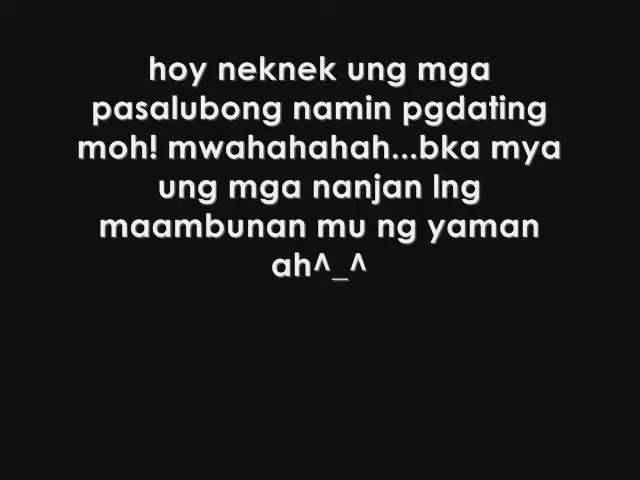 hoy neknek ung mga
pasalubong namin pgdating
moh! mwahahahah...bka mya
ung mga nanjan lng
maambunan mu ng yaman
ah^_^